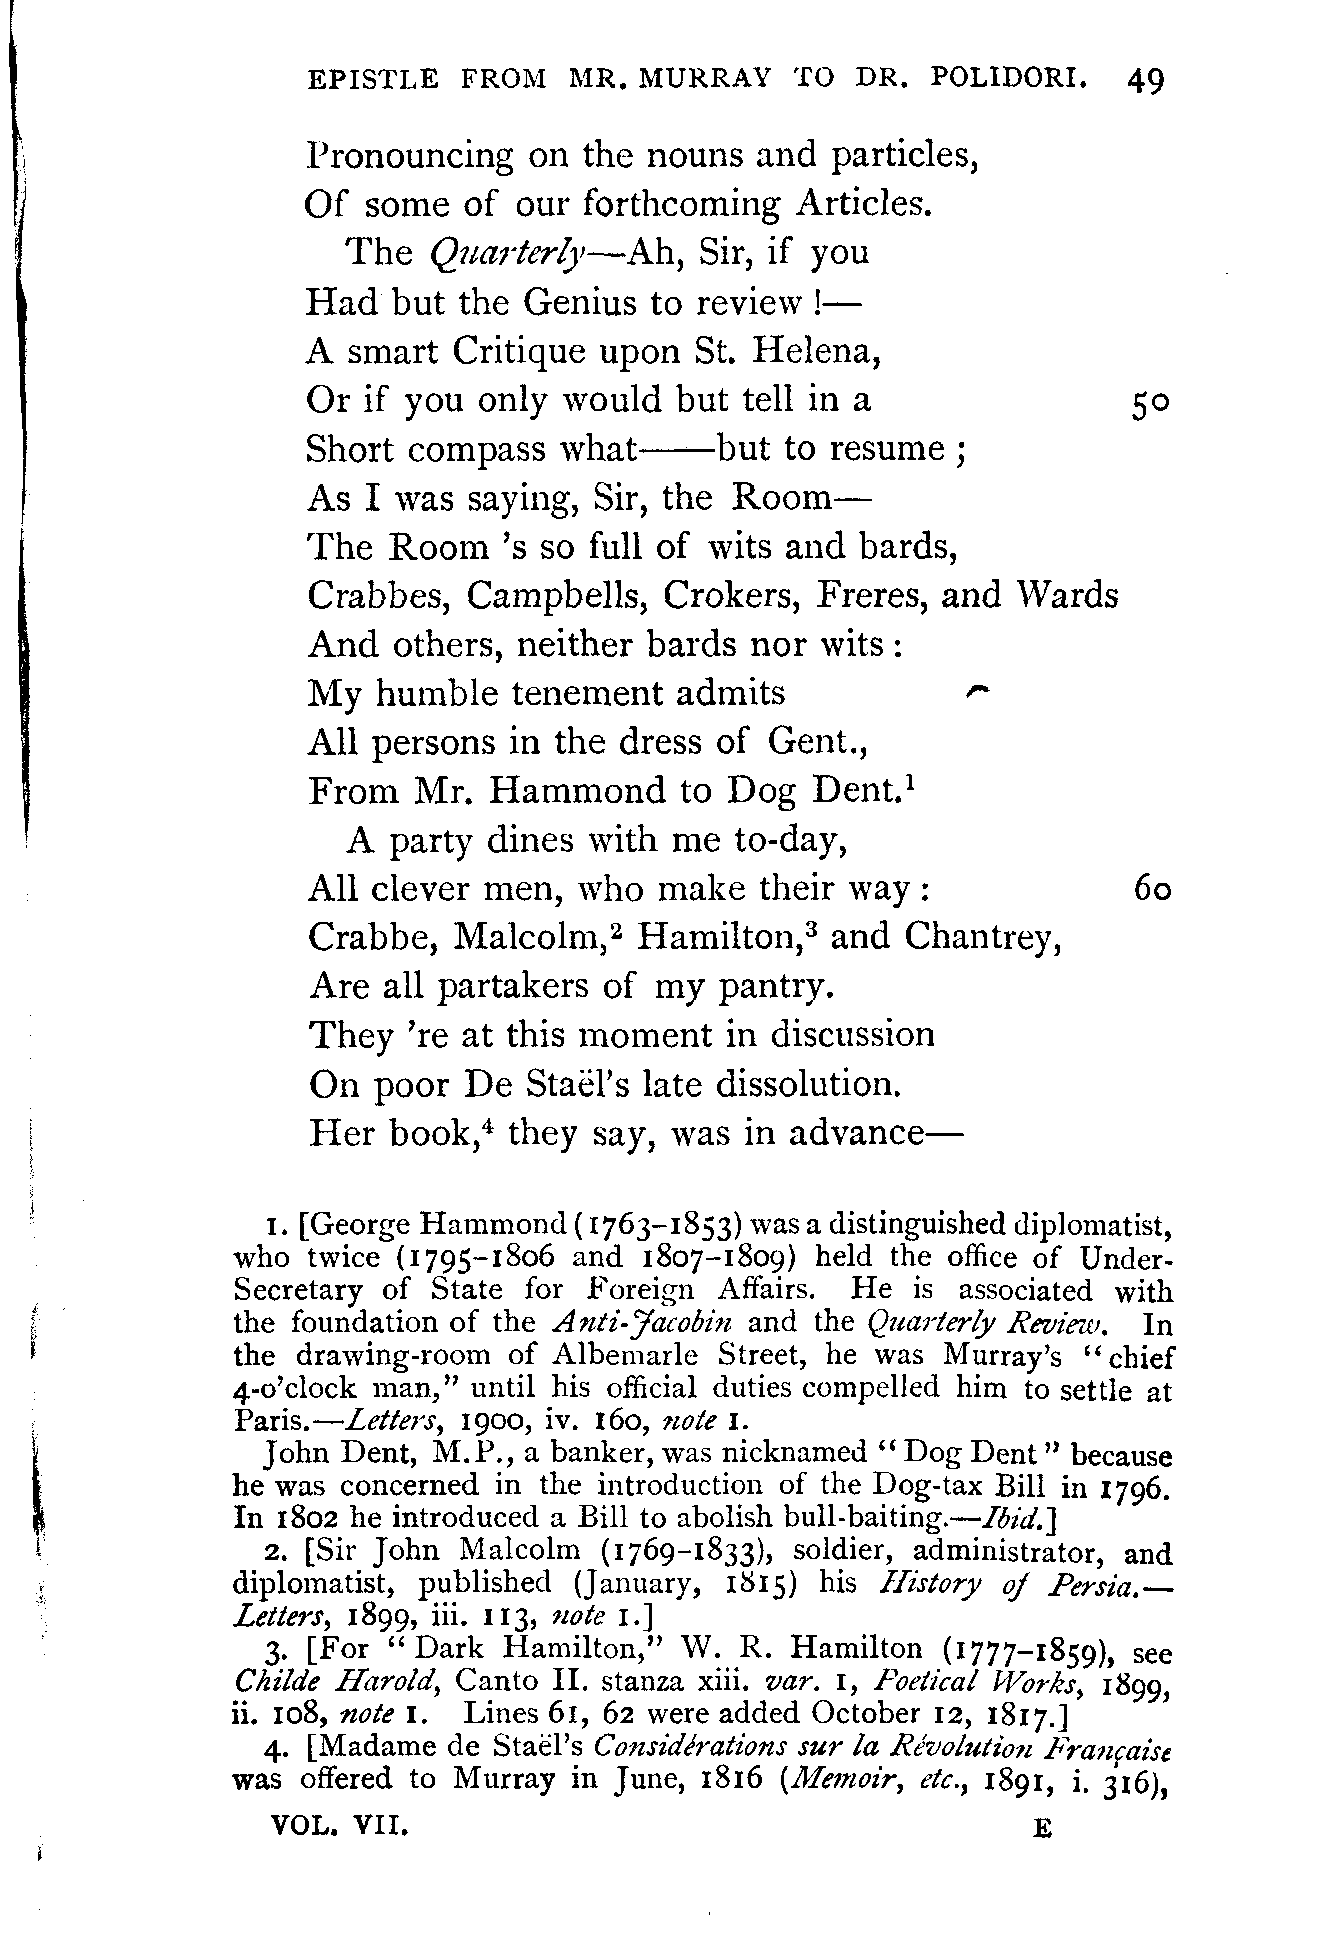 EPISTLE FROM MR. MURRAY TO DR. POLIDORI. 49
Pronouncing on the nouns and particles,
Of some of our forthcoming Articles.
The Quarterly—Ah, Sir, if you
Had but the Genius to review !—
A smart Critique upon St. Helena,
Or if you only would but tell in a 50
Short compass what——but to resume ;
As I was saying, Sir, the Room—
The Room 's so full of wits and bards,
Crabbes, Campbells, Crokers, Freres, and Wards
And others, neither bards nor wits :
My humble tenement admits
All persons in the dress of Gent.,
From Mr. Hammond to Dog Dent.¹
A party dines with me to-day,
All clever men, who make their way : 60
Crabbe, Malcolm,² Hamilton,³ and Chantrey,
Are all partakers of my pantry.
They 're at this moment in discussion
On poor De Staël's late dissolution.
Her book,⁴ they say, was in advance—
1. [George Hammond (1763–1853) was a distinguished diplomatist,
who twice (1795–1806 and 1807–1809) held the office of Under-
Secretary of State for Foreign Affairs. He is associated with
the foundation of the Anti-Jacobin and the Quarterly Review. In
the drawing-room of Albemarle Street, he was Murray's "chief
4-o'clock man," until his official duties compelled him to settle at
Paris.—Letters, 1900, iv. 160, note 1.
John Dent, M.P., a banker, was nicknamed "Dog Dent" because
he was concerned in the introduction of the Dog-tax Bill in 1796.
In 1802 he introduced a Bill to abolish bull-baiting.—Ibid.]
2. [Sir John Malcolm (1769–1833), soldier, administrator, and
diplomatist, published (January, 1815) his History of Persia.—
Letters, 1899, iii. 113, note 1.]
3. [For "Dark Hamilton," W. R. Hamilton (1777–1859), see
Childe Harold, Canto II. stanza xiii. var. 1, Poetical Works, 1899,
ii. 108, note 1. Lines 61, 62 were added October 12, 1817.]
4. [Madame de Staël's Considérations sur la Révolution Française
was offered to Murray in June, 1816 (Memoir, etc., 1891, i. 316),
VOL. VII. E